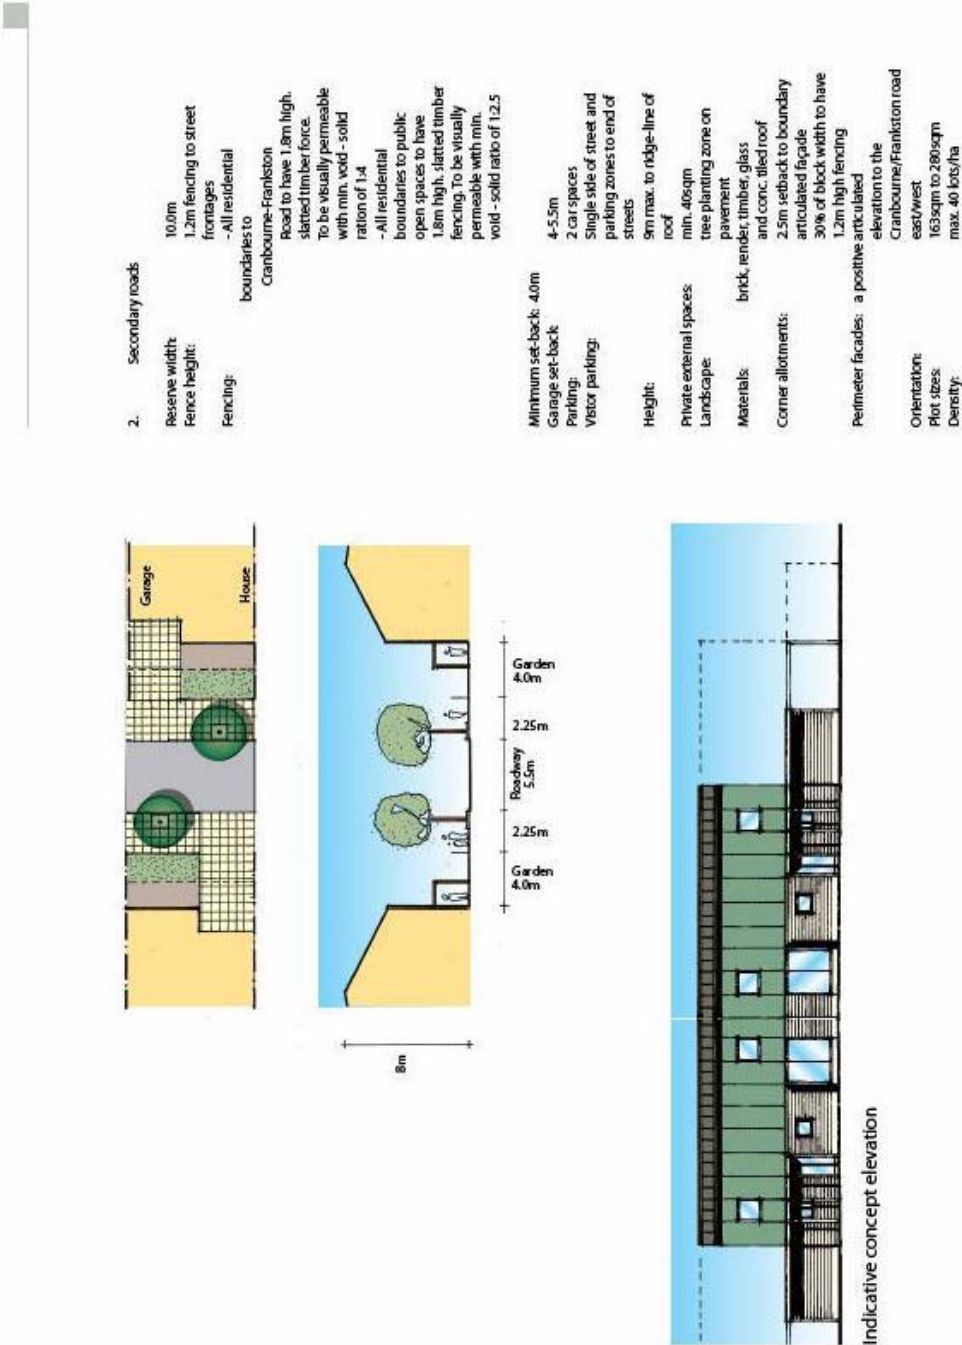 2. Secondary roads
Reserve width: 10.0m
Fence height: 1.2m fencing to street
frontages
Fencing: - All residential
boundaries to
Cranbourne-Frankston
Road to have 1.8m high.
slatted timber force.
To be visually permeable
with min. void - solid
ration of 1:4
- All residential
boundaries to public
open spaces to have
1.8m high. slatted timber
fencing. To be visually
permeable with min.
void - solid ratio of 1:2.5
Minimum set-back: 4.0m
Garage set-back: 4-5.5m
Parking: 2 car spaces
Vistor parking: Single side of street and
parking zones to end of
streets
Height: 9m max. to ridge-line of
roof
Private external spaces: min. 40sqm
Landscape: tree planting zone on
pavement
Materials: brick, render, timber, glass
and conc. tiled roof
Corner allotments: 2.5m setback to boundary
articulated façade
30% of block width to have
1.2m high fencing
Perimeter facades: a positive articulated
elevation to the
Cranbourne/Frankston road
Orientation: east/west
Plot sizes: 163sqm to 280sqm
Density: max. 40 lots/ha
Garage
House
8m
Garden
4.0m
2.25m
Roadway
5.5m
2.25m
Garden
4.0m
Indicative concept elevation